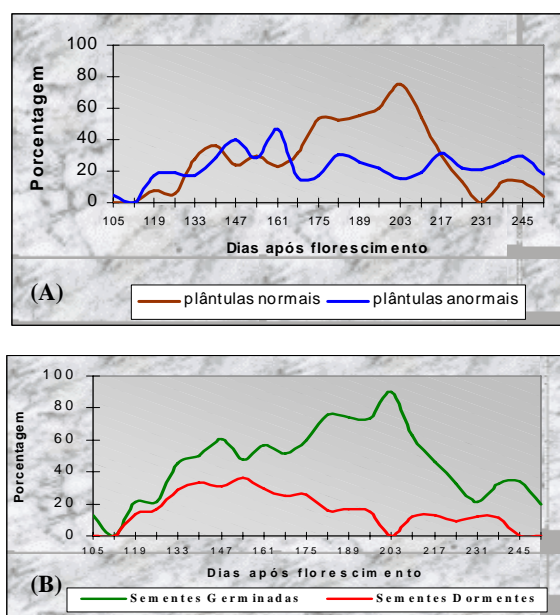 100
80
60
40
20
0
Porcentagem
105 119 133 147 161 175 189 203 217 231 245
Dias após florescimento
(A)
plântulas normais plântulas anormais
100
80
60
40
20
0
Porcentagem
105 119 133 147 161 175 189 203 217 231 245
Dias após florescimento
(B)
Sementes Germinadas Sementes Dormentes